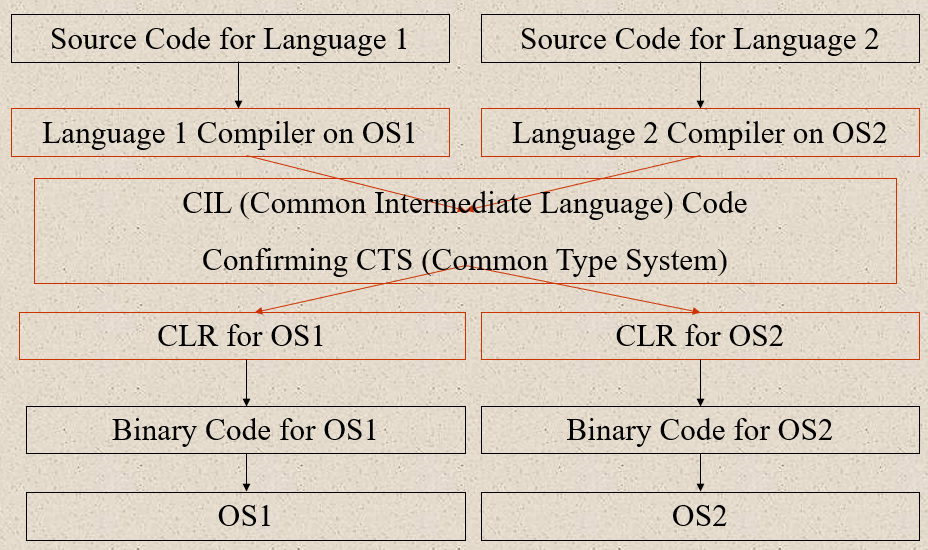 Source Code for Language 1
Source Code for Language 2
Language 1 Compiler on OS1
Language 2 Compiler on OS2
CIL (Common Intermediate Language) Code
Confirming CTS (Common Type System)
CLR for OS1
CLR for OS2
Binary Code for OS1
Binary Code for OS2
OS1
OS2